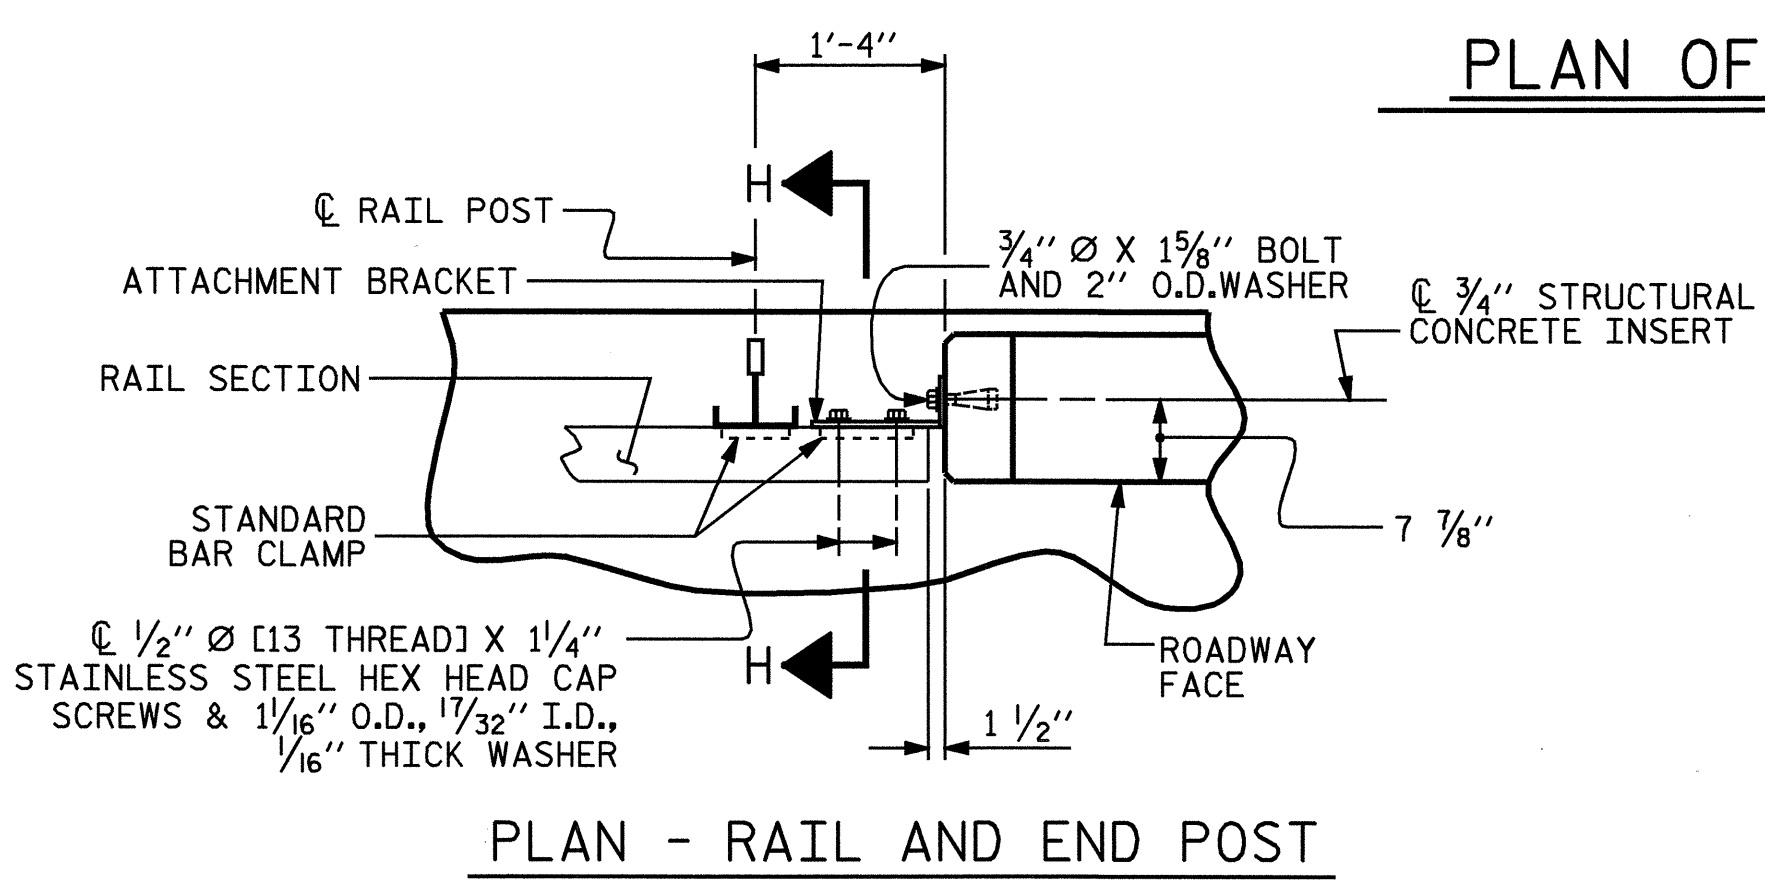 1'-4"
PLAN OF
H
℄ RAIL POST
ATTACHMENT BRACKET
3/4" Ø X 1 5/8" BOLT
AND 2" O.D.WASHER
℄ 3/4" STRUCTURAL
CONCRETE INSERT
RAIL SECTION
STANDARD
BAR CLAMP
7 7/8"
℄ 1/2" Ø [13 THREAD] X 1 1/4"
STAINLESS STEEL HEX HEAD CAP
SCREWS & 1 1/16" O.D., 17/32" I.D.,
1/16" THICK WASHER
H
ROADWAY
FACE
1 1/2"
PLAN - RAIL AND END POST